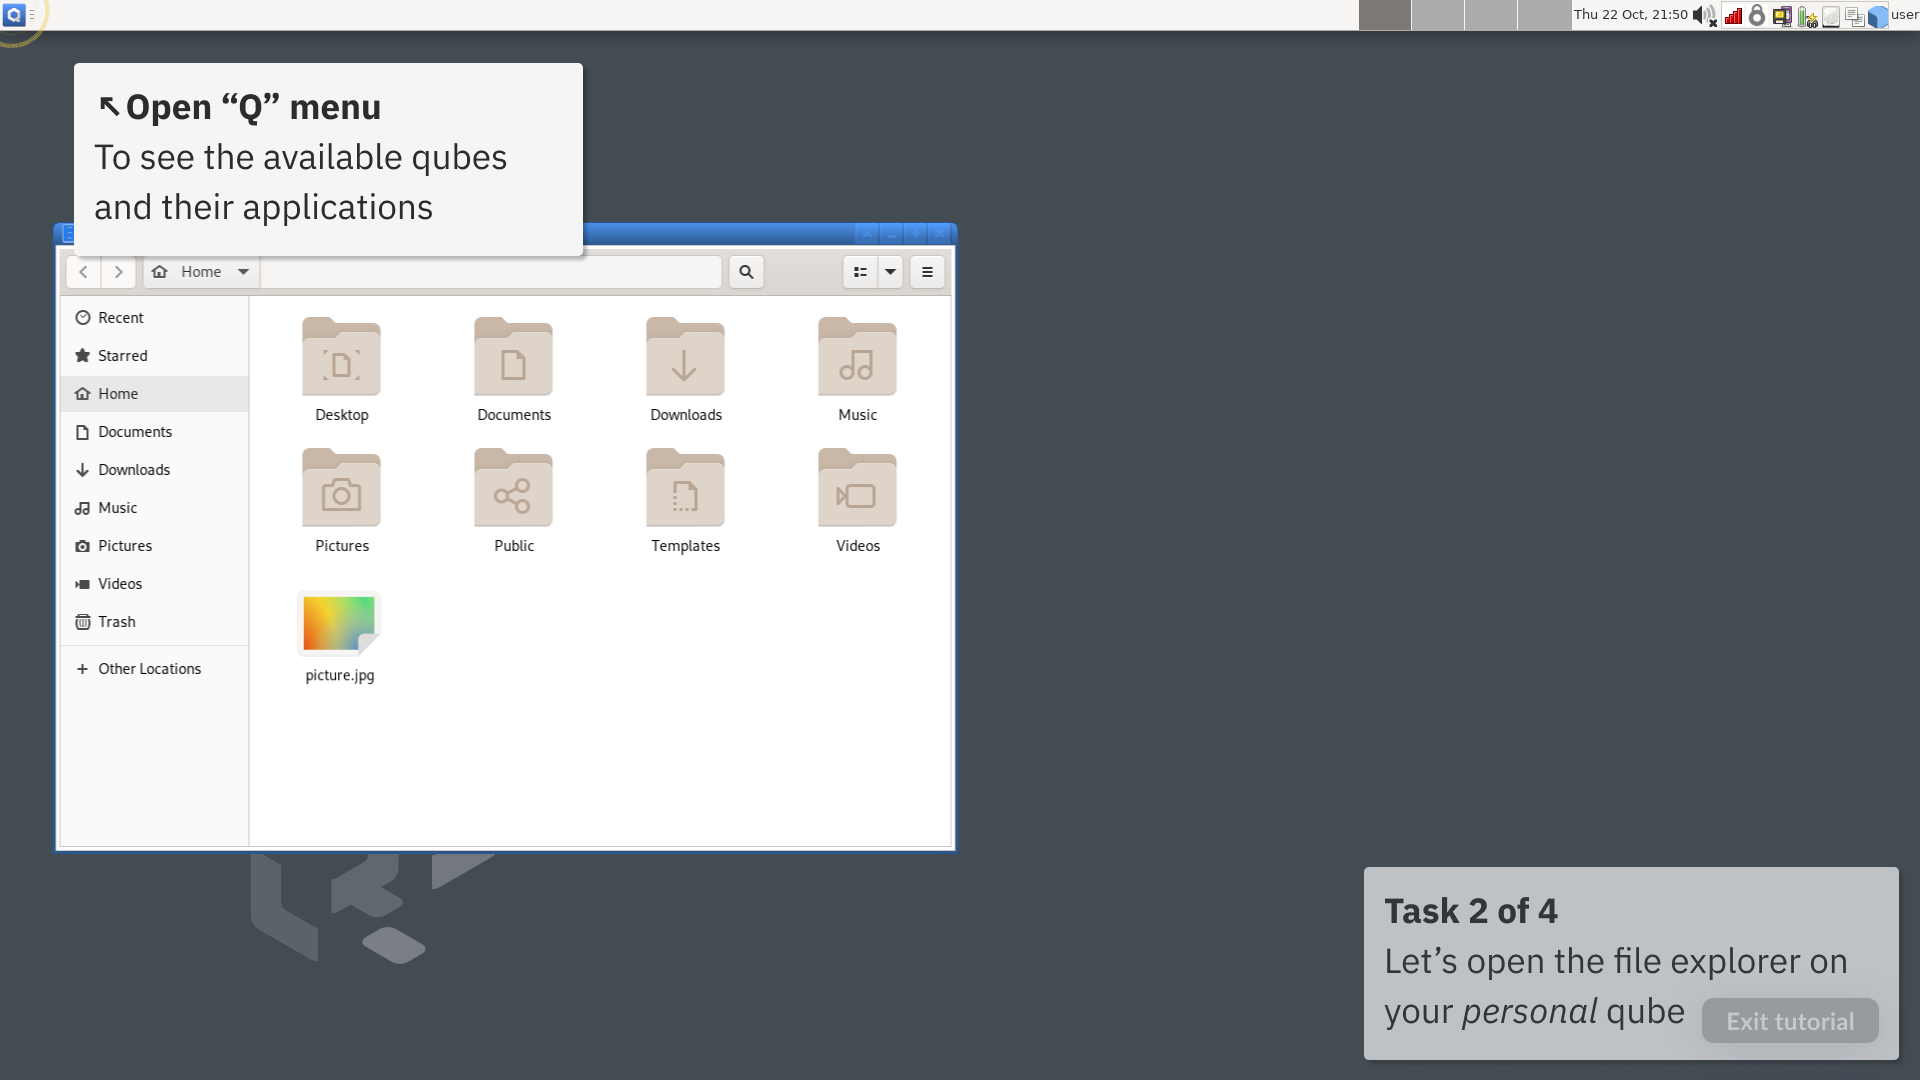 Thu 22 Oct, 21:50
user
↖Open “Q” menu
To see the available qubes
and their applications
Home
Recent
Starred
Home
Documents
Downloads
Music
Pictures
Videos
Trash
Other Locations
Desktop
Documents
Downloads
Music
Pictures
Public
Templates
Videos
picture.jpg
Task 2 of 4
Let’s open the file explorer on
your personal qube
Exit tutorial